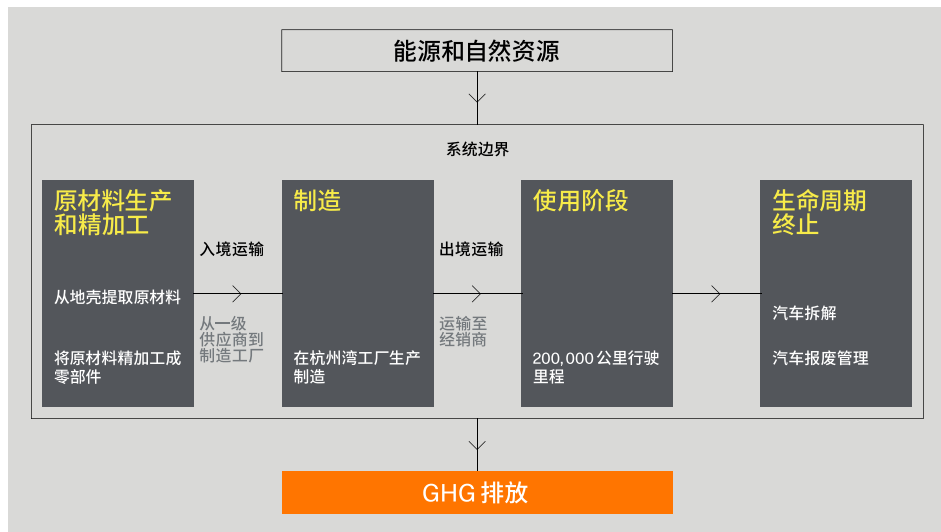 能源和自然资源
系统边界
原材料生产
和精加工
从地壳提取原材料
将原材料精加工成
零部件
入境运输
从一级
供应商到
制造工厂
制造
在杭州湾工厂生产
制造
出境运输
运输至
经销商
使用阶段
200,000 公里行驶
里程
生命周期
终止
汽车拆解
汽车报废管理
GHG 排放